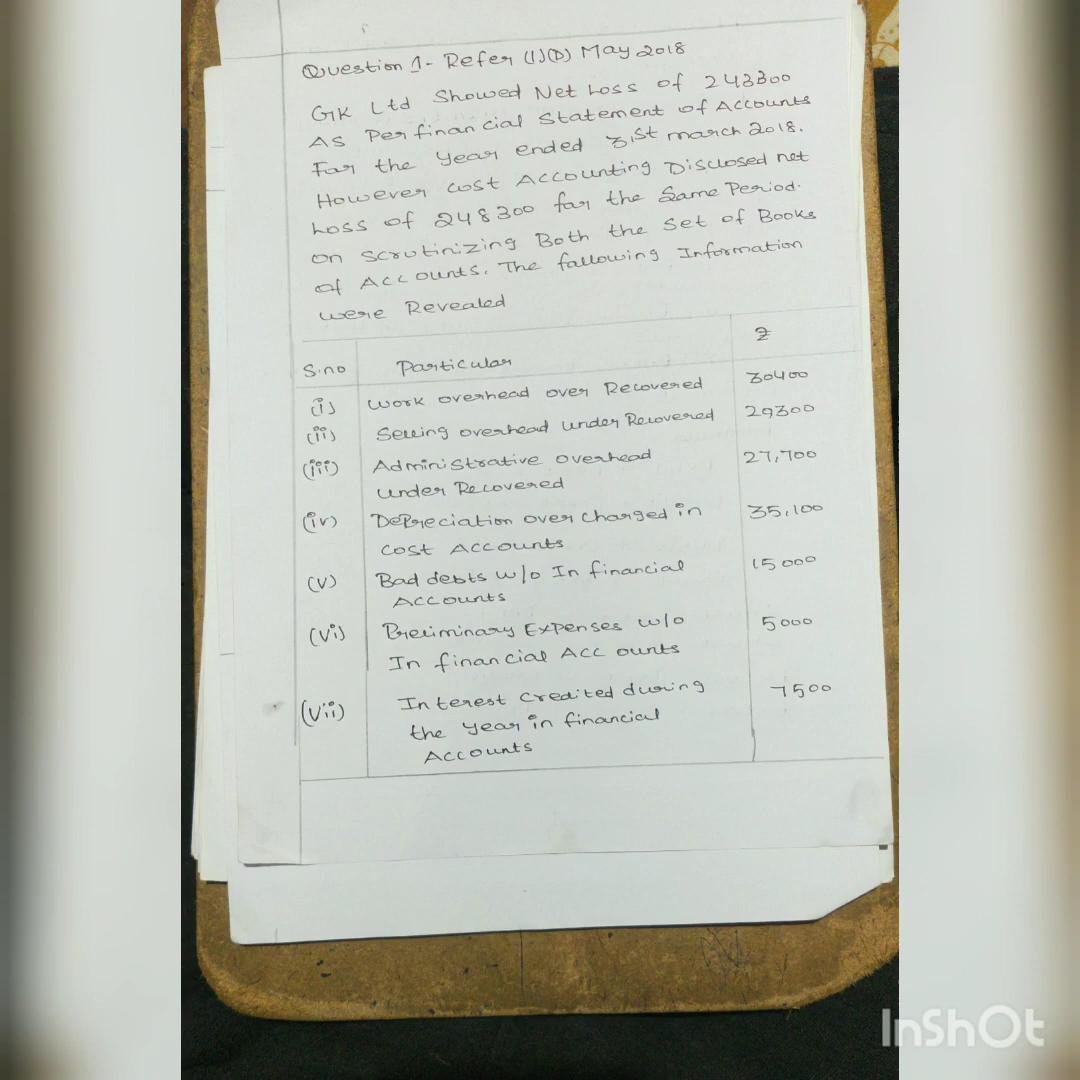 Question 1- Refer (1)(D) May 2018
GK Ltd Showed Net Loss of 243300
As Per financial Statement of Accounts
For the Year ended 31st march 2018.
However cost Accounting Disclosed net
Loss of 248300 for the Same Period.
on scrutinizing Both the set of Books
of Accounts. The following Information
were Revealed
S.no Particular ₹
(i) Work overhead over Recovered 30400
(ii) Selling overhead under Recovered 29300
(iii) Administrative overhead 27,700
under Recovered
(iv) Depreciation over charged in 35,100
cost Accounts
(v) Bad debts w/o In financial 15000
Accounts
(vi) Preliminary Expenses w/o 5000
In financial Accounts
(vii) Interest credited during 7500
the year in financial
Accounts
InShOt